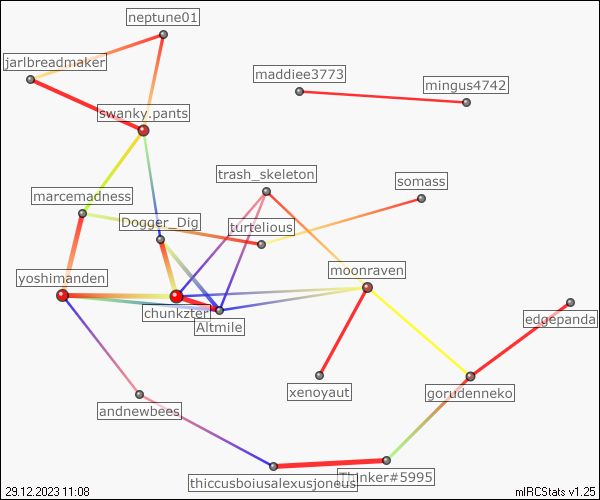 neptune01
jarlbreadmaker
maddiee3773
mingus4742
swanky.pants
trash_skeleton
somass
marcemadness
Dogger_Dig
turtelious
moonraven
yoshimanden
chunkzter
edgepanda
Altmile
xenoyaut
gorudenneko
andnewbees
Thinker#5995
thiccusboiusalexusjoneus
29.12.2023 11:08
mIRCStats v1.25